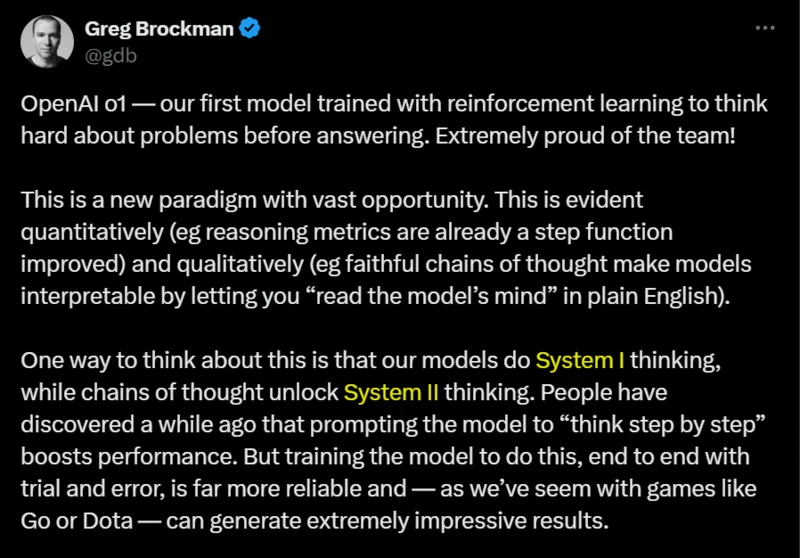 Greg Brockman
@gdb
OpenAI o1 — our first model trained with reinforcement learning to think
hard about problems before answering. Extremely proud of the team!
This is a new paradigm with vast opportunity. This is evident
quantitatively (eg reasoning metrics are already a step function
improved) and qualitatively (eg faithful chains of thought make models
interpretable by letting you “read the model’s mind” in plain English).
One way to think about this is that our models do System I thinking,
while chains of thought unlock System II thinking. People have
discovered a while ago that prompting the model to “think step by step”
boosts performance. But training the model to do this, end to end with
trial and error, is far more reliable and — as we’ve seem with games like
Go or Dota — can generate extremely impressive results.